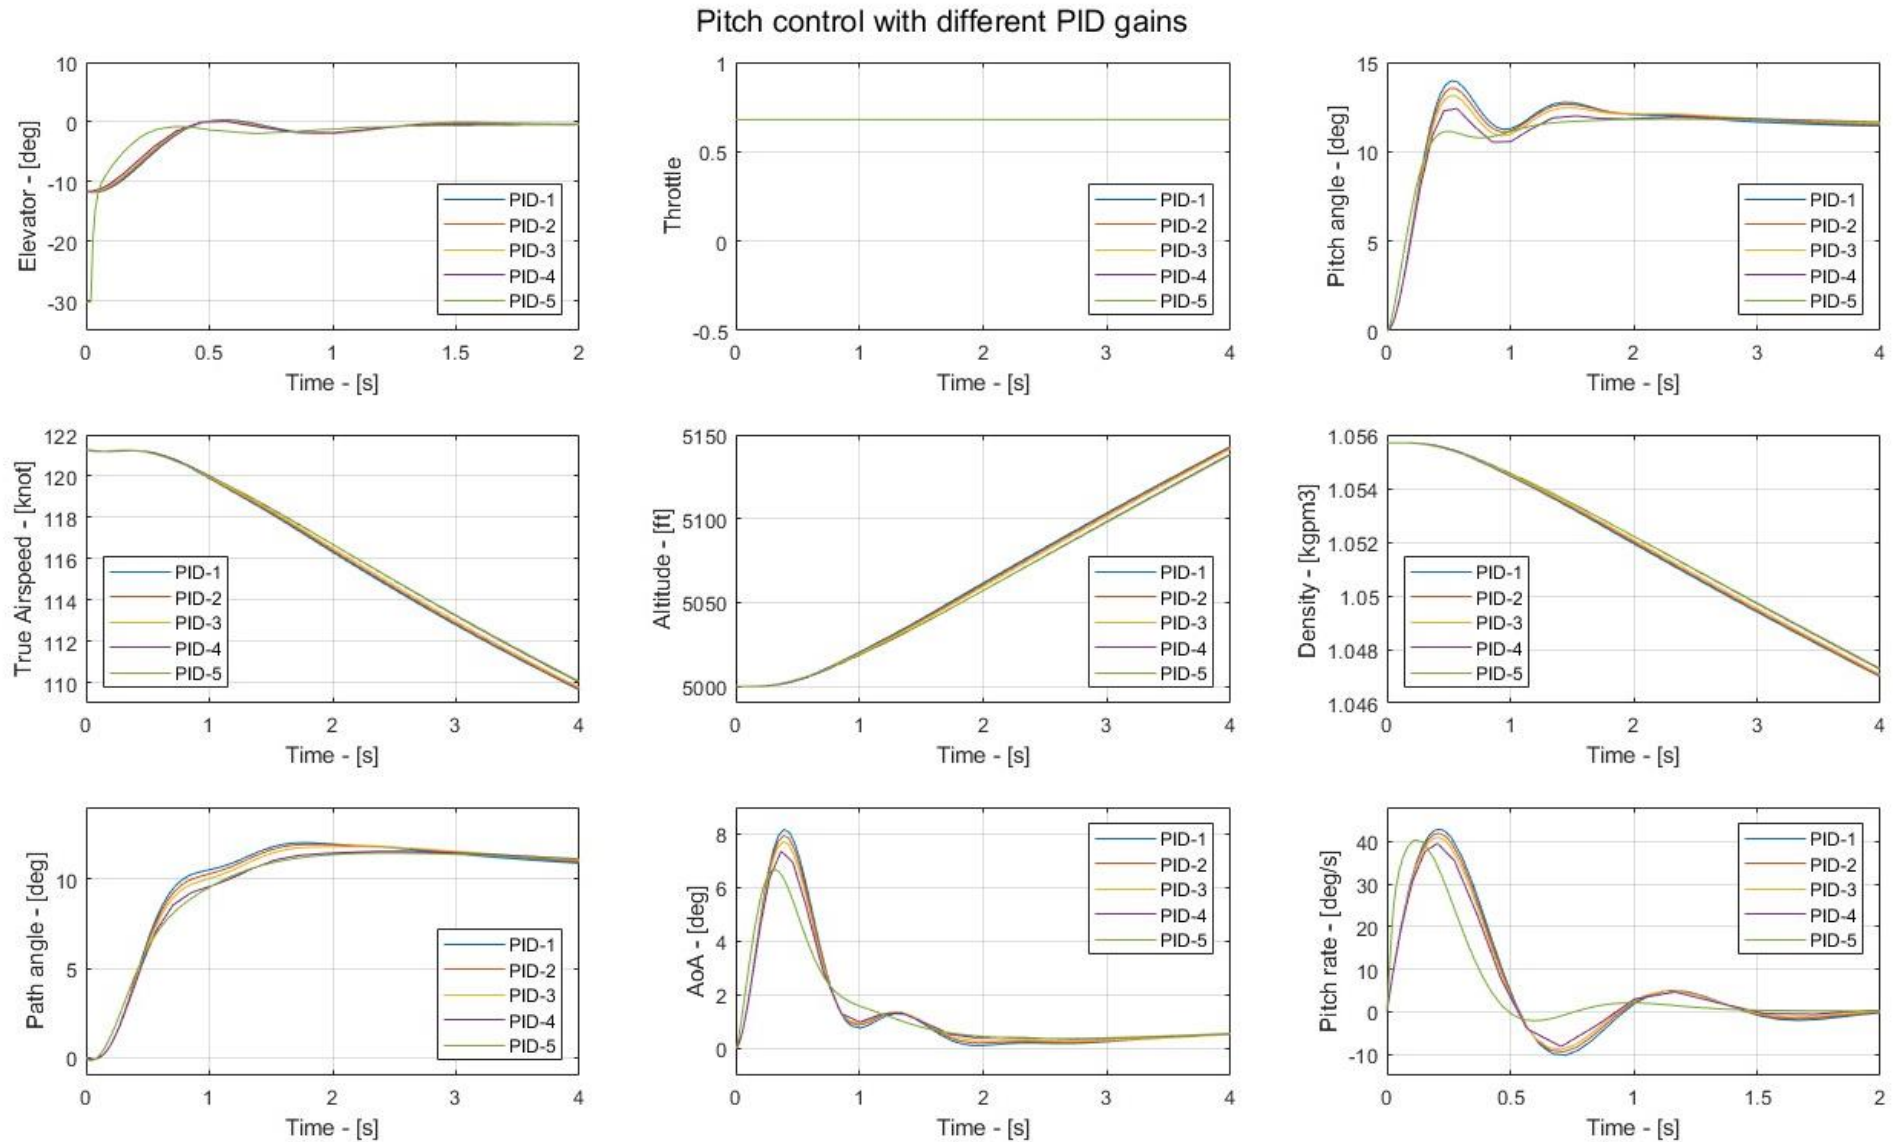 Pitch control with different PID gains
10
0
-10
-20
-30
Elevator - [deg]
PID-1
PID-2
PID-3
PID-4
PID-5
0
0.5
1
1.5
2
Time - [s]
1
0.5
0
-0.5
Throttle
PID-1
PID-2
PID-3
PID-4
PID-5
0
1
2
3
4
Time - [s]
15
10
5
0
Pitch angle - [deg]
PID-1
PID-2
PID-3
PID-4
PID-5
0
1
2
3
4
Time - [s]
122
120
118
116
114
112
110
True Airspeed - [knot]
PID-1
PID-2
PID-3
PID-4
PID-5
0
1
2
3
4
Time - [s]
5150
5100
5050
5000
Altitude - [ft]
PID-1
PID-2
PID-3
PID-4
PID-5
0
1
2
3
4
Time - [s]
1.056
1.054
1.052
1.05
1.048
1.046
Density - [kgpm3]
PID-1
PID-2
PID-3
PID-4
PID-5
0
1
2
3
4
Time - [s]
10
5
0
Path angle - [deg]
PID-1
PID-2
PID-3
PID-4
PID-5
0
1
2
3
4
Time - [s]
8
6
4
2
0
AoA - [deg]
PID-1
PID-2
PID-3
PID-4
PID-5
0
1
2
3
4
Time - [s]
40
30
20
10
0
-10
Pitch rate - [deg/s]
PID-1
PID-2
PID-3
PID-4
PID-5
0
0.5
1
1.5
2
Time - [s]